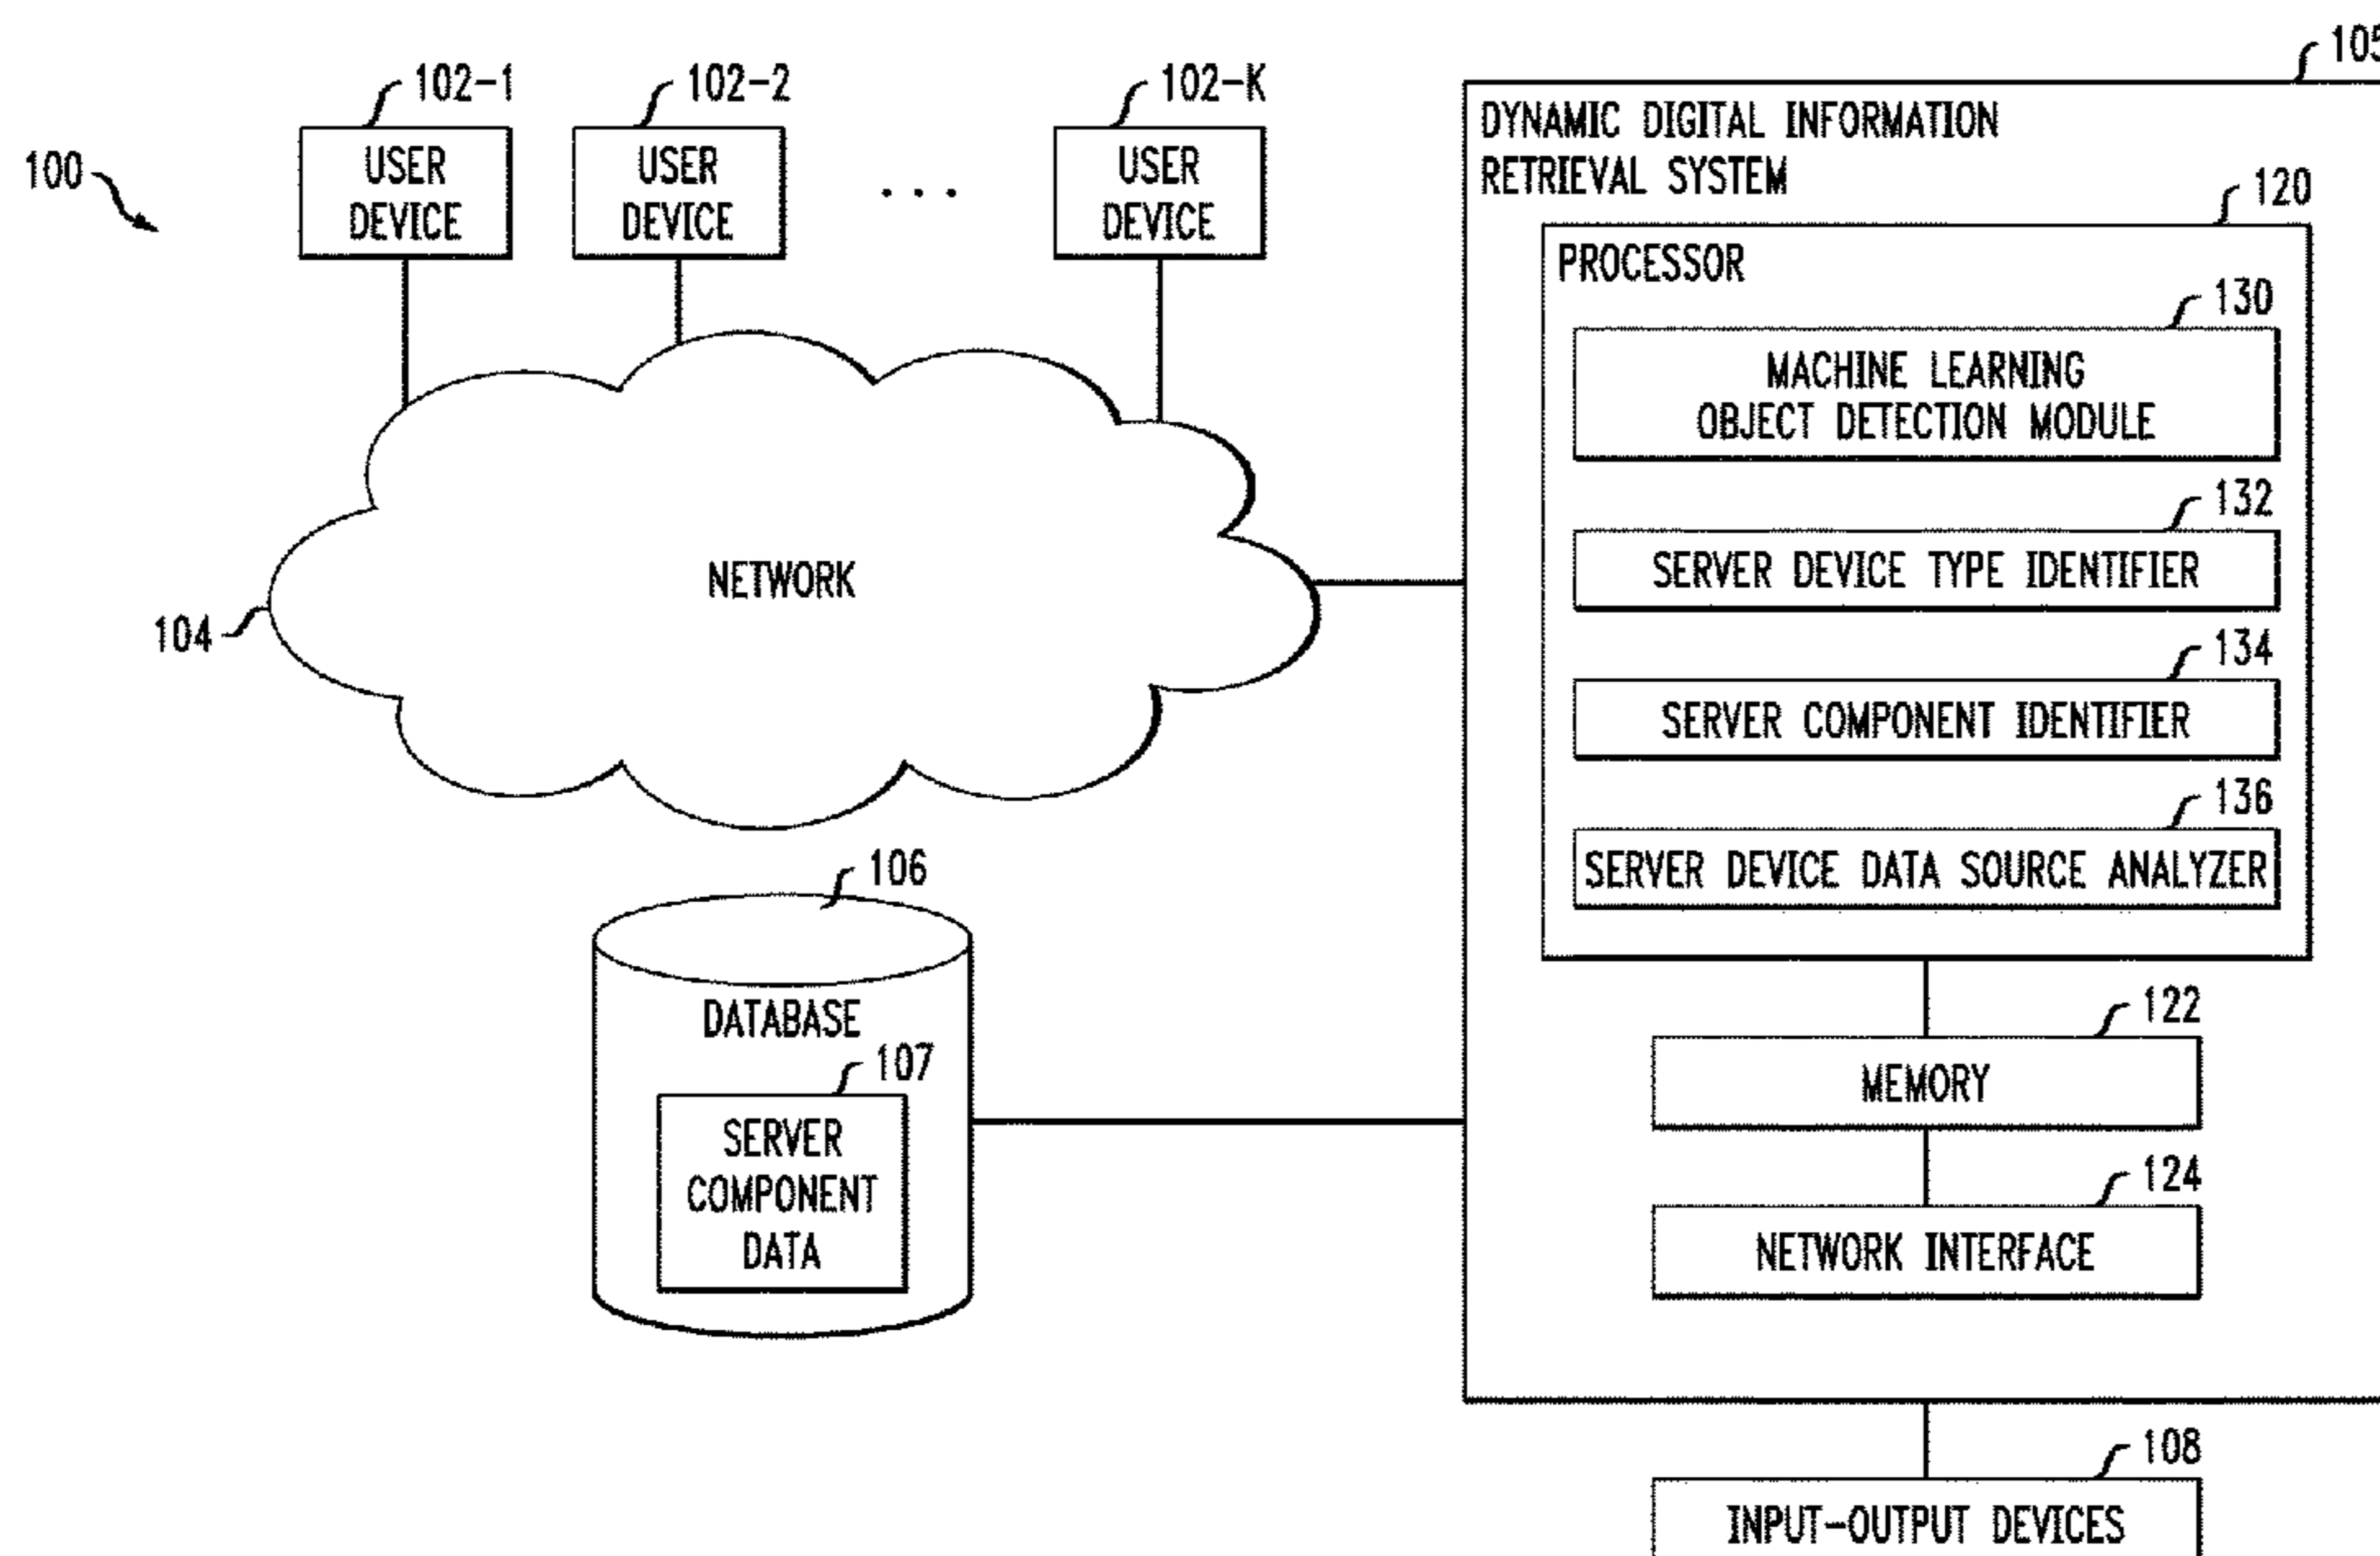 100
102-1
USER
DEVICE
102-2
USER
DEVICE
...
102-K
USER
DEVICE
104
NETWORK
106
DATABASE
107
SERVER
COMPONENT
DATA
105
DYNAMIC DIGITAL INFORMATION
RETRIEVAL SYSTEM
120
PROCESSOR
130
MACHINE LEARNING
OBJECT DETECTION MODULE
132
SERVER DEVICE TYPE IDENTIFIER
134
SERVER COMPONENT IDENTIFIER
136
SERVER DEVICE DATA SOURCE ANALYZER
122
MEMORY
124
NETWORK INTERFACE
108
INPUT-OUTPUT DEVICES